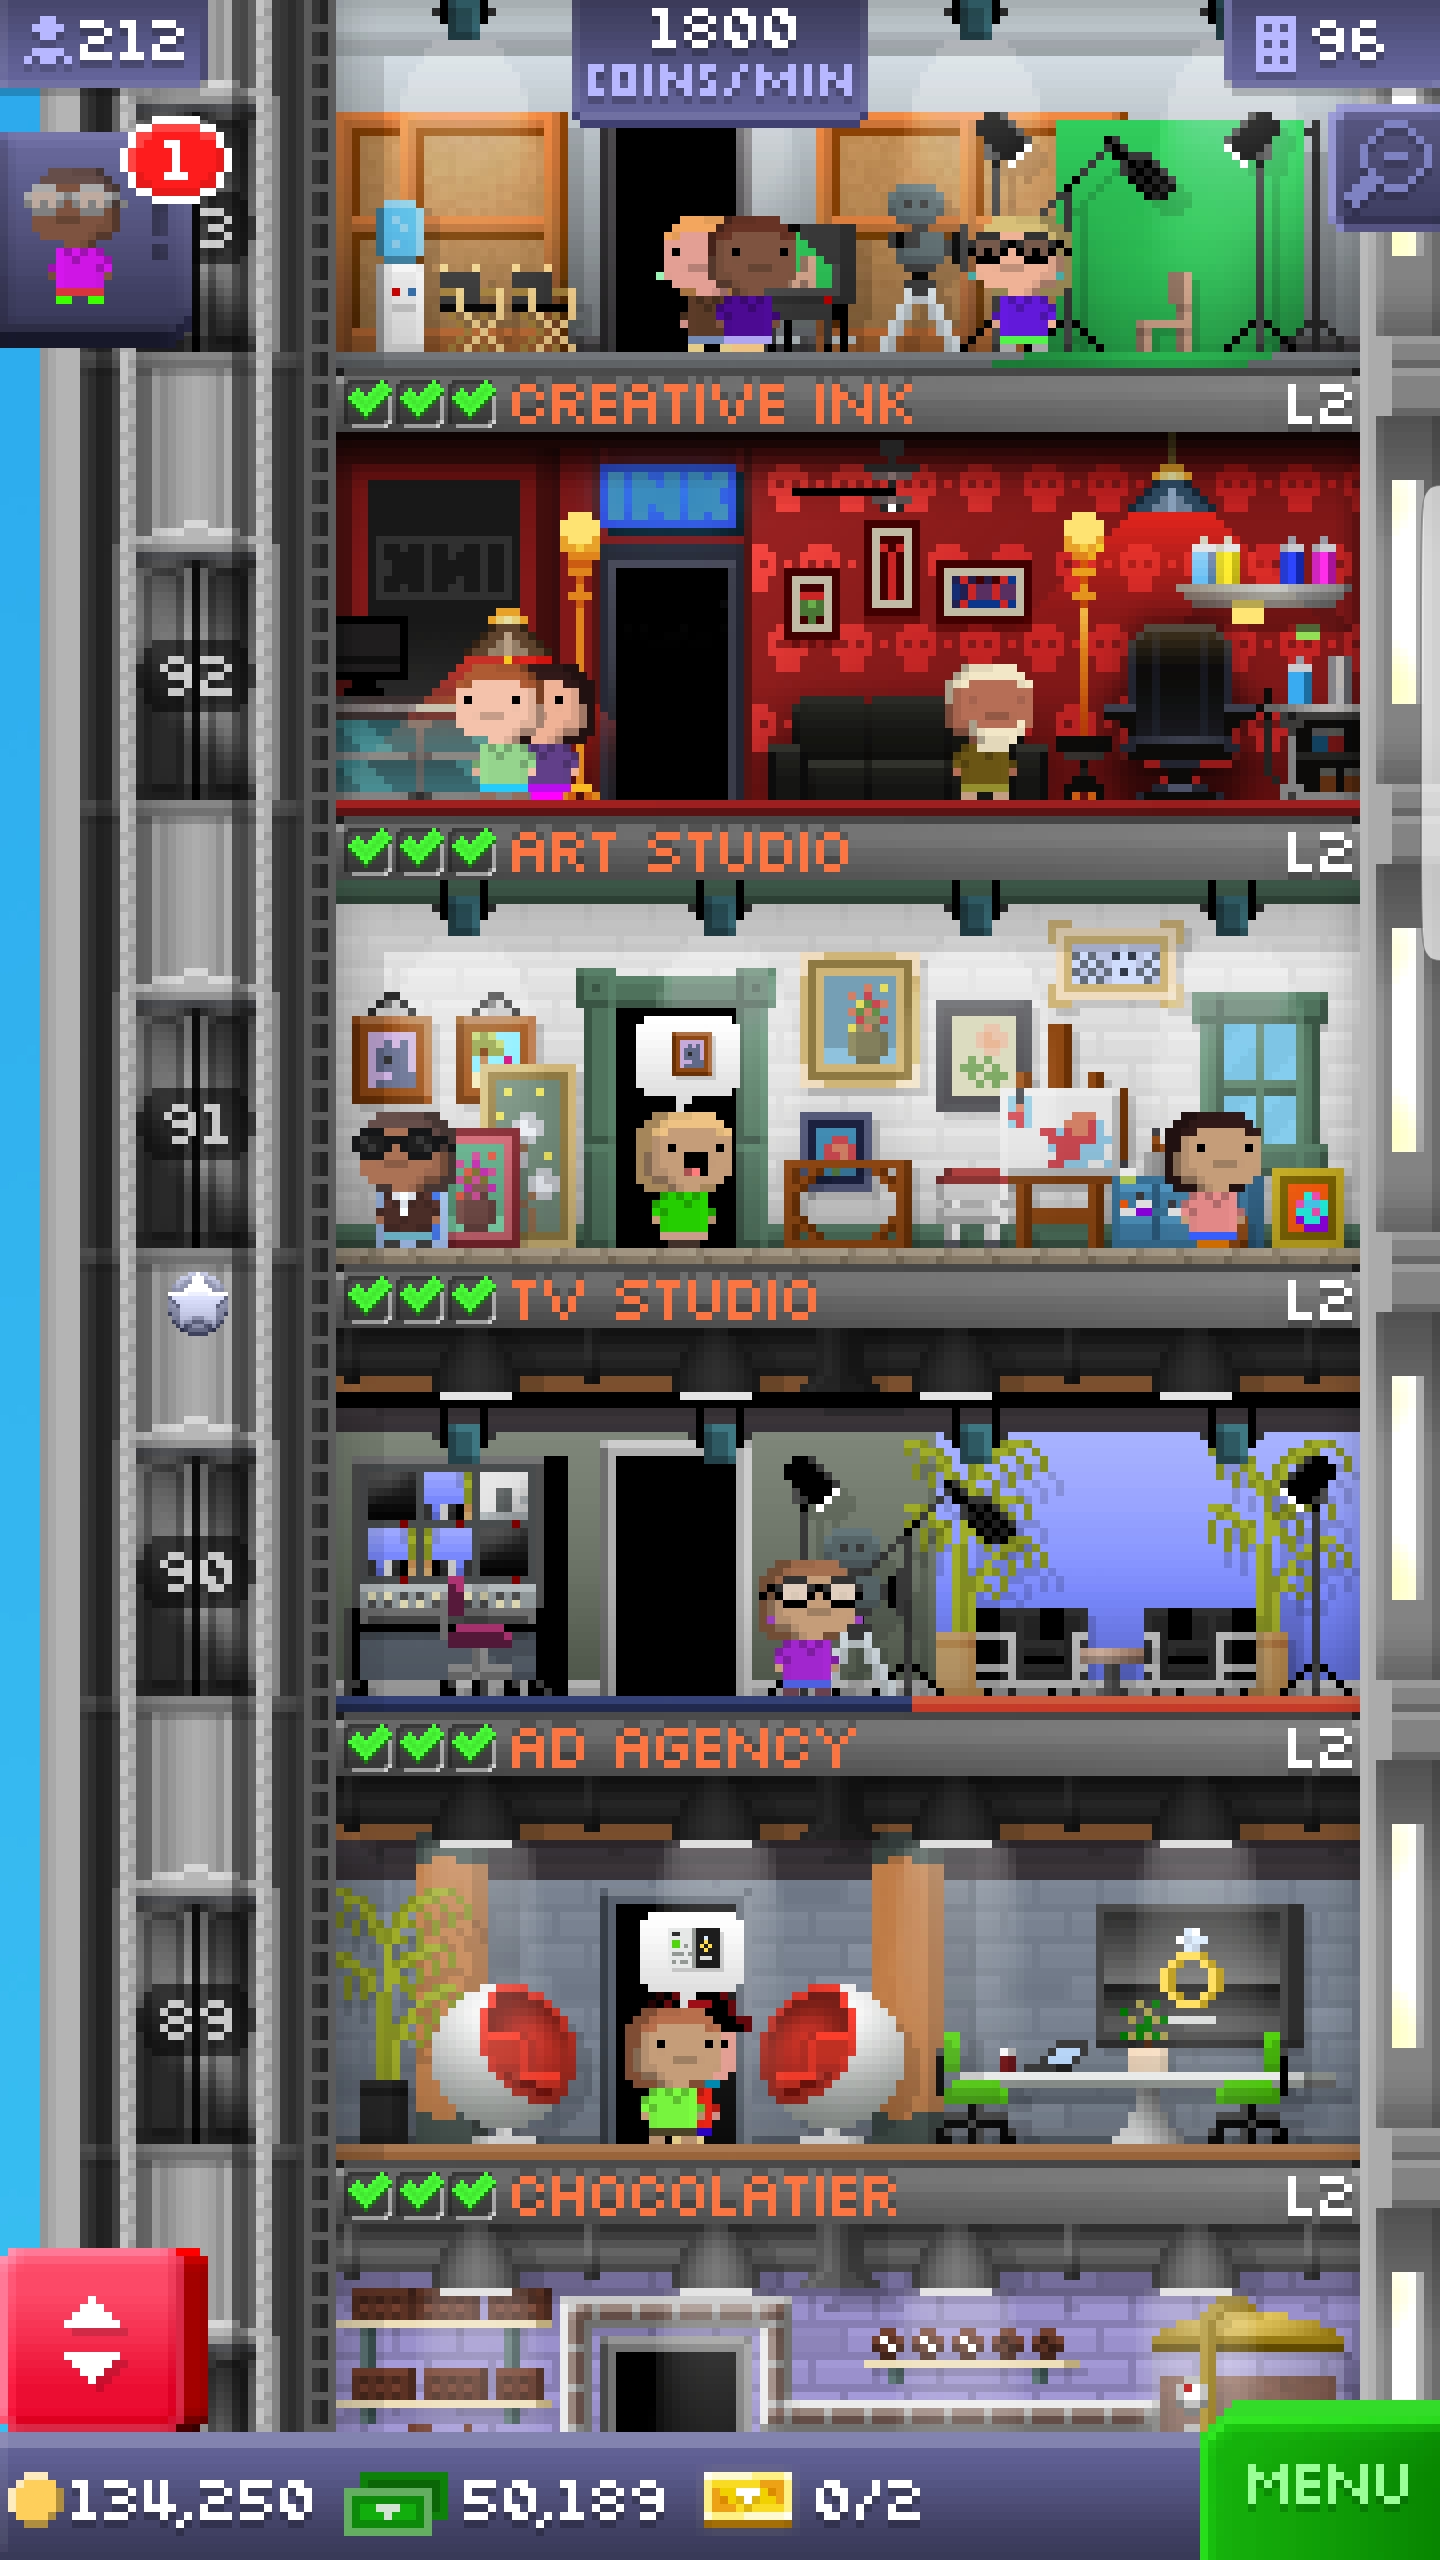 212
1800
COINS/MIN
96
1
3
CREATIVE INK
L2
INK
INK
92
ART STUDIO
L2
91
TV STUDIO
L2
90
AD AGENCY
L2
89
CHOCOLATIER
L2
134,250
50,189
0/2
MENU